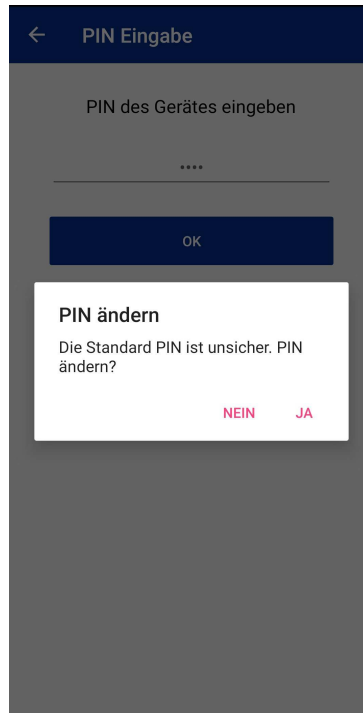 PIN Eingabe
PIN des Gerätes eingeben
····
OK
PIN ändern
Die Standard PIN ist unsicher. PIN
ändern?
NEIN JA